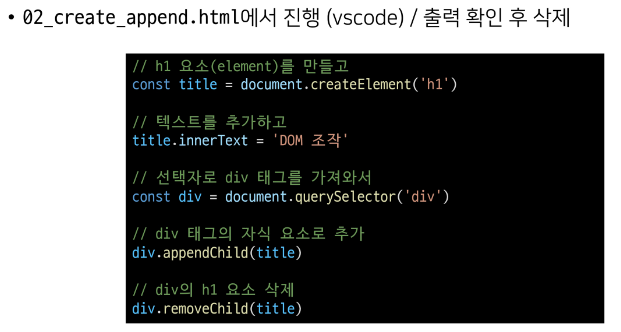 • 02_create_append.html에서 진행 (vscode) / 출력 확인 후 삭제
// h1 요소(element)를 만들고
const title = document.createElement('h1')
// 텍스트를 추가하고
title.innerText = 'DOM 조작'
// 선택자로 div 태그를 가져와서
const div = document.querySelector('div')
// div 태그의 자식 요소로 추가
div.appendChild(title)
// div의 h1 요소 삭제
div.removeChild(title)